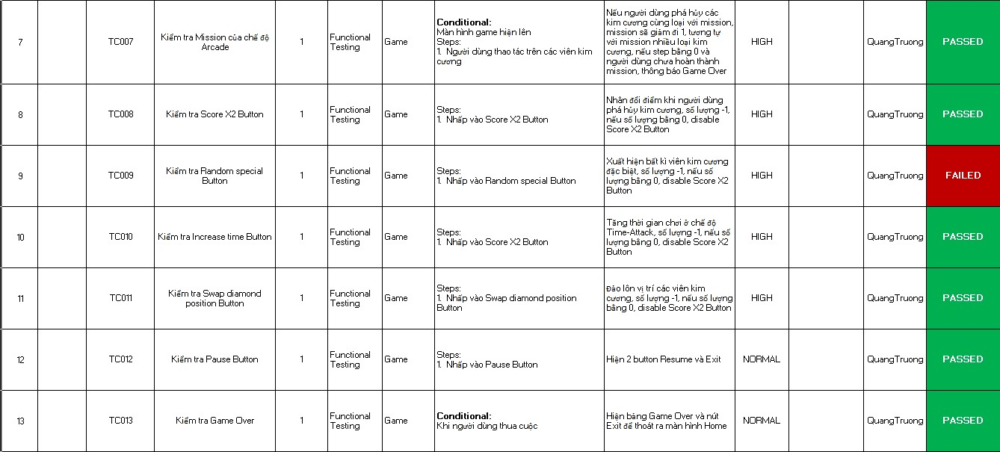 7
TC007
Kiểm tra Mission của chế độ
Arcade
1
Functional
Testing
Game
Conditional:
Màn hình game hiện lên
Steps:
1.  Người dùng thao tác trên các viên kim
cương
Nếu người dùng phá hủy các
kim cương cùng loại với mission,
mission sẽ giảm đi 1, tương tự
với mission nhiều loại kim
cương, nếu step bằng 0 và
người dùng chưa hoàn thành
mission, thông báo Game Over
HIGH
QuangTruong
PASSED
8
TC008
Kiểm tra Score X2 Button
1
Functional
Testing
Game
Steps:
1.  Nhấp vào Score X2 Button
Nhân đổi điểm khi người dùng
phá hủy kim cương, số lượng -1,
nếu số lượng bằng 0, disable
Score X2 Button
HIGH
QuangTruong
PASSED
9
TC009
Kiểm tra Random special
Button
1
Functional
Testing
Game
Steps:
1.  Nhấp vào Random special Button
Xuất hiện bất kì viên kim cương
đặc biệt, số lượng -1, nếu số
lượng bằng 0, disable Score X2
Button
HIGH
QuangTruong
FAILED
10
TC010
Kiểm tra Increase time Button
1
Functional
Testing
Game
Steps:
1.  Nhấp vào Score X2 Button
Tăng thời gian chơi ở chế độ
Time-Attack, số lượng -1, nếu số
lượng bằng 0, disable Score X2
Button
HIGH
QuangTruong
PASSED
11
TC011
Kiểm tra Swap diamond
position Button
1
Functional
Testing
Game
Steps:
1.  Nhấp vào Swap diamond position
Button
Đảo lộn vị trí các viên kim
cương, số lượng -1, nếu số lượng
bằng 0, disable Score X2 Button
HIGH
QuangTruong
PASSED
12
TC012
Kiểm tra Pause Button
1
Functional
Testing
Game
Steps:
1.  Nhấp vào Pause Button
Hiện 2 button Resume và Exit
NORMAL
QuangTruong
PASSED
13
TC013
Kiểm tra Game Over
1
Functional
Testing
Game
Conditional:
Khi người dùng thua cuộc
Hiện bảng Game Over và nút
Exit để thoát ra màn hình Home
NORMAL
QuangTruong
PASSED